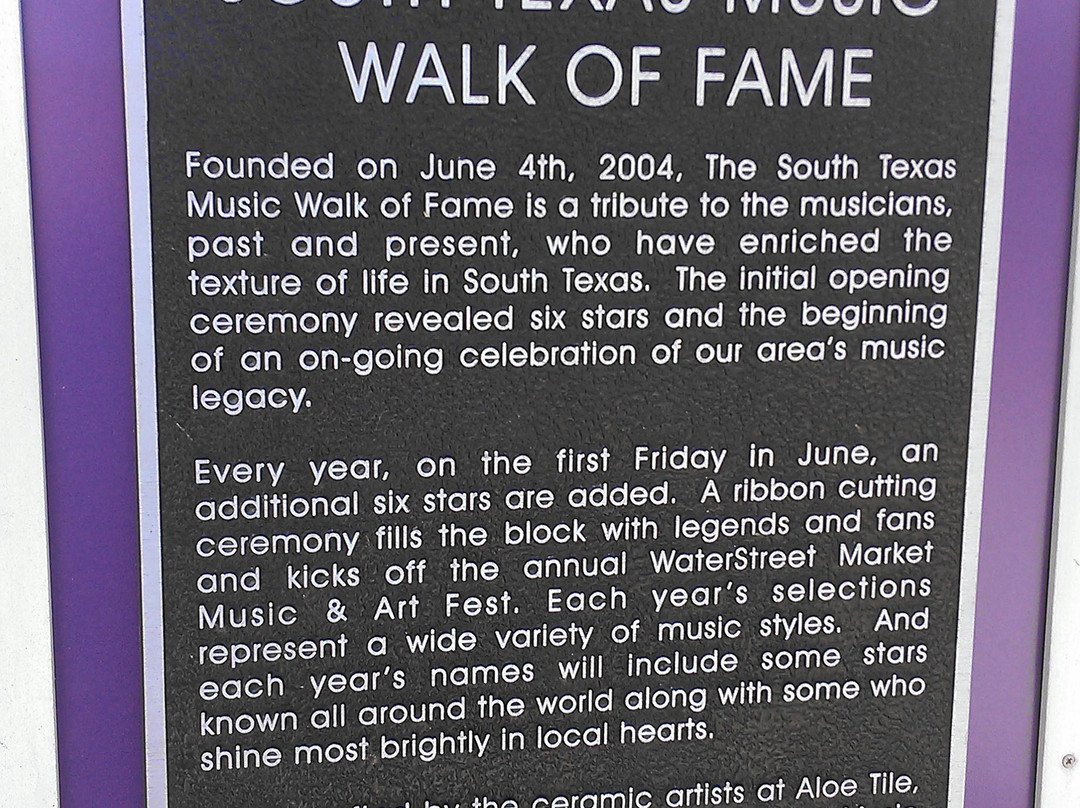 SOUTH TEXAS MUSIC
WALK OF FAME
Founded on June 4th, 2004, The South Texas
Music Walk of Fame is a tribute to the musicians,
past and present, who have enriched the
texture of life in South Texas. The initial opening
ceremony revealed six stars and the beginning
of an on-going celebration of our area's music
legacy.
Every year, on the first Friday in June, an
additional six stars are added. A ribbon cutting
ceremony fills the block with legends and fans
and kicks off the annual WaterStreet Market
Music & Art Fest. Each year's selections
represent a wide variety of music styles. And
each year's names will include some stars
known all around the world along with some who
shine most brightly in local hearts.
by the ceramic artists at Aloe Tile,